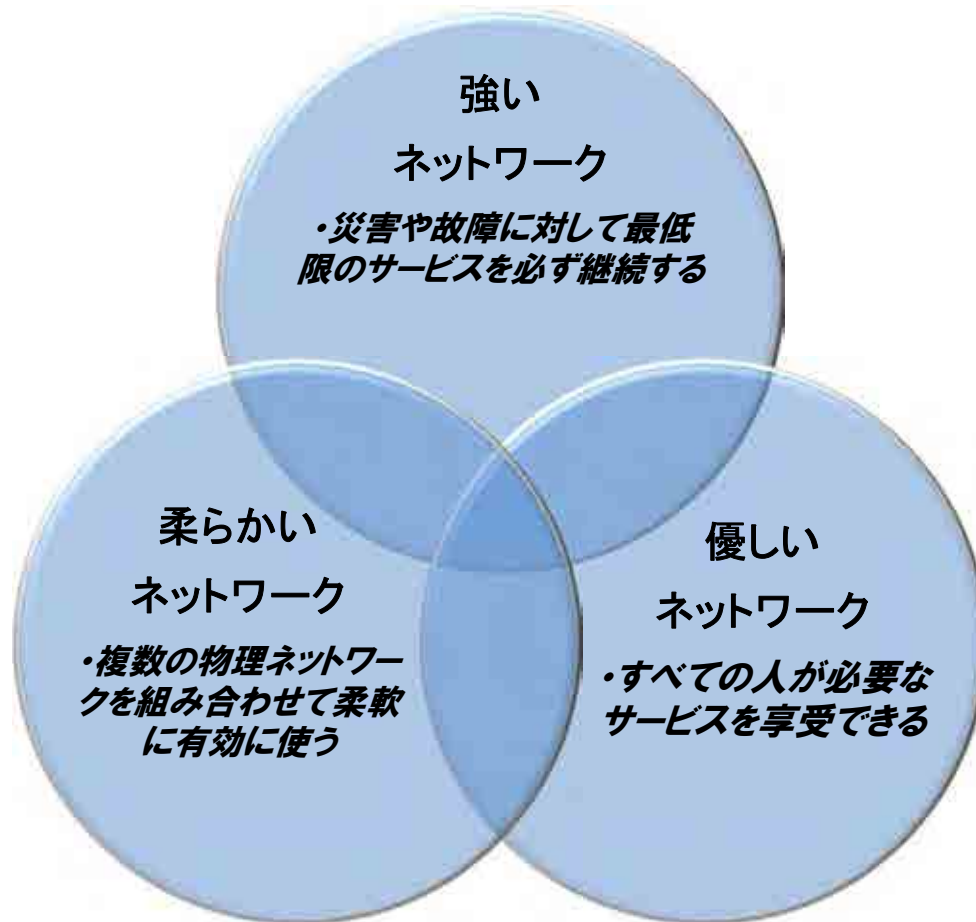 強い
ネットワーク
・災害や故障に対して最低
限のサービスを必ず継続する
柔らかい
ネットワーク
・複数の物理ネットワー
クを組み合わせて柔軟
に有効に使う
優しい
ネットワーク
・すべての人が必要な
サービスを享受できる